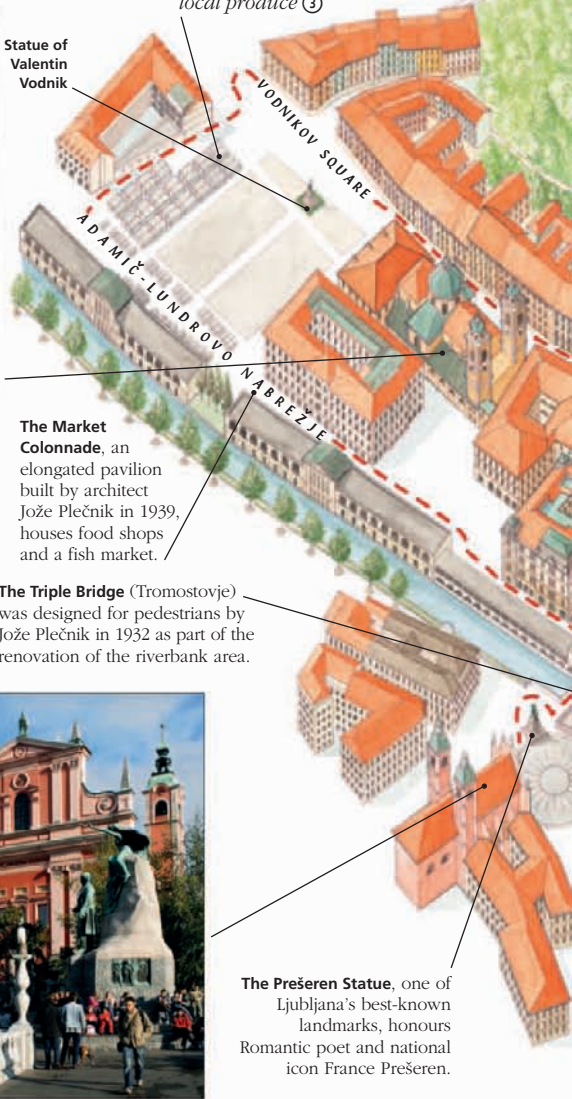 local produce ③
Statue of
Valentin
Vodnik
VODNIKOV SQUARE
ADAMIČ-LUNDROVO NABREŽJE
The Market
Colonnade, an
elongated pavilion
built by architect
Jože Plečnik in 1939,
houses food shops
and a fish market.
The Triple Bridge (Tromostovje)
was designed for pedestrians by
Jože Plečnik in 1932 as part of the
renovation of the riverbank area.
The Prešeren Statue, one of
Ljubljana's best-known
landmarks, honours
Romantic poet and national
icon France Prešeren.